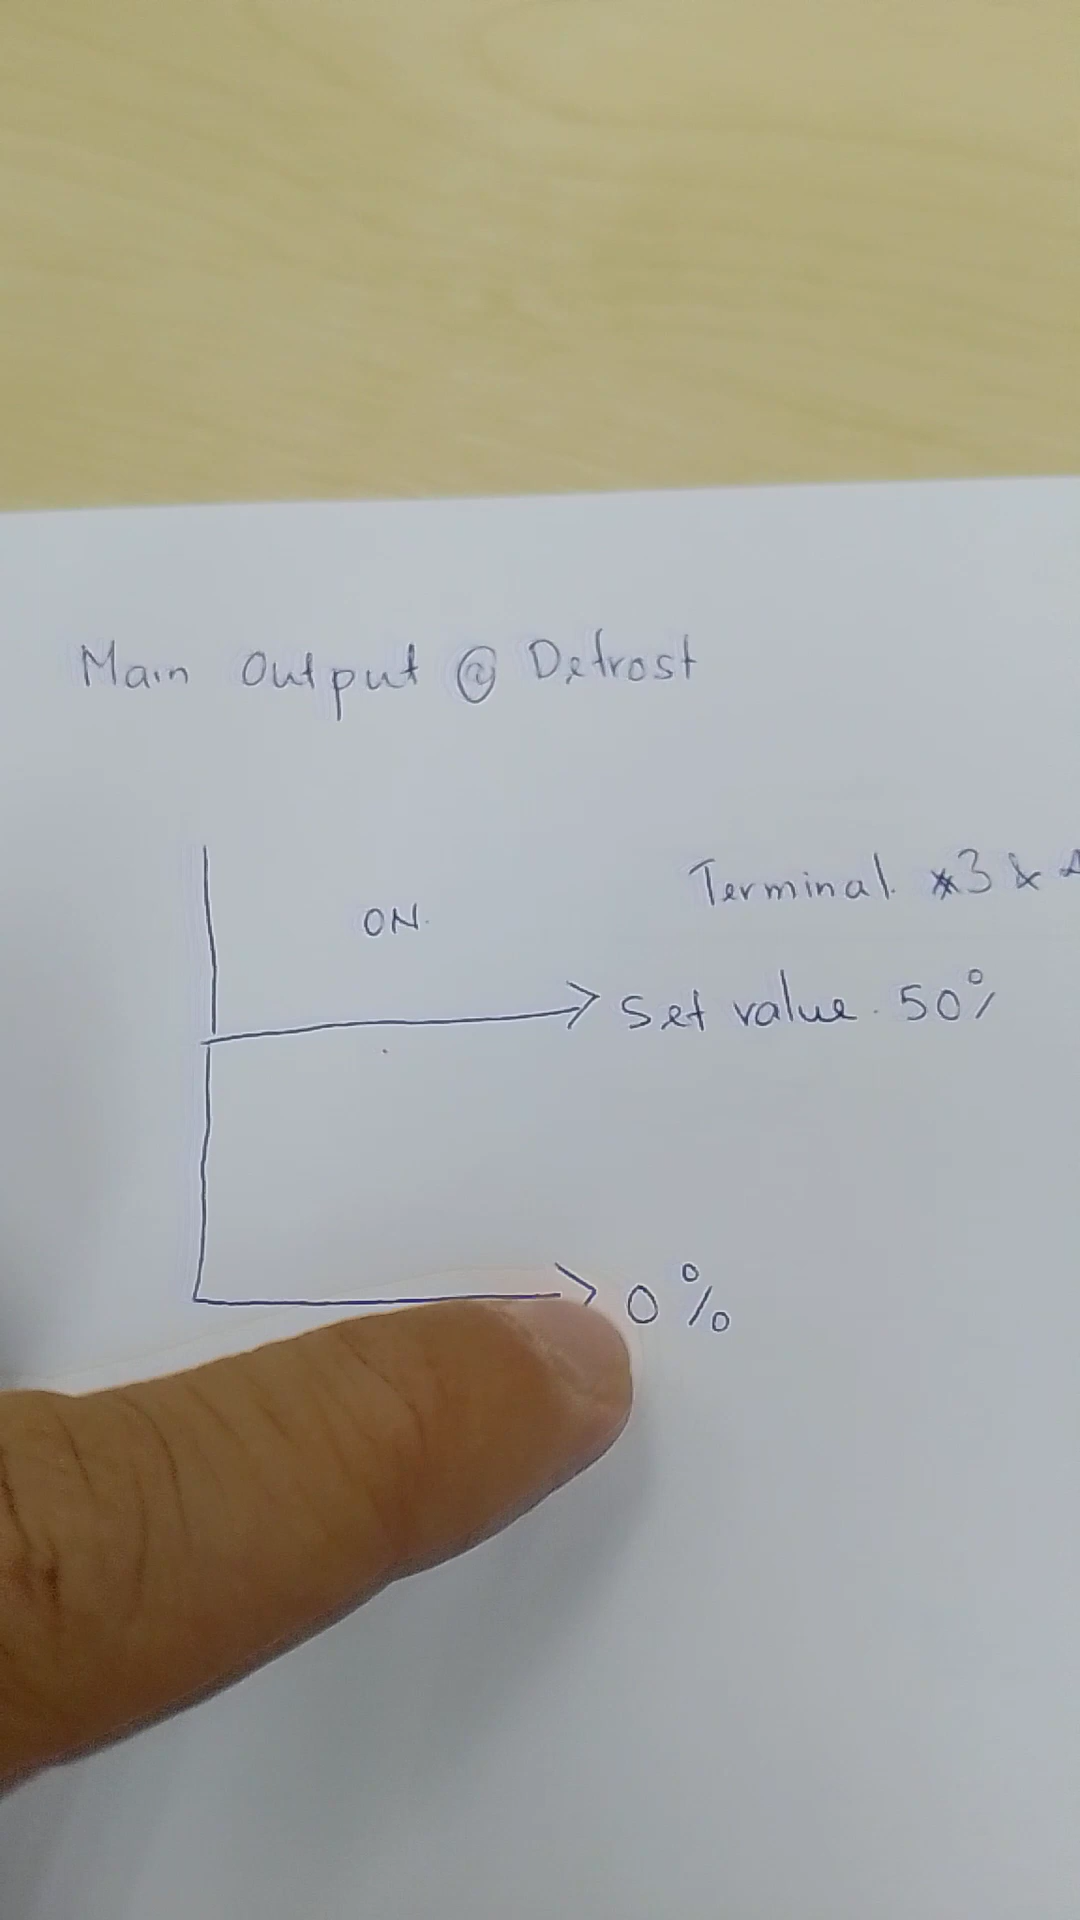 Main Output @ Defrost
Terminal. *3 &
ON.
Set value. 50%
0%